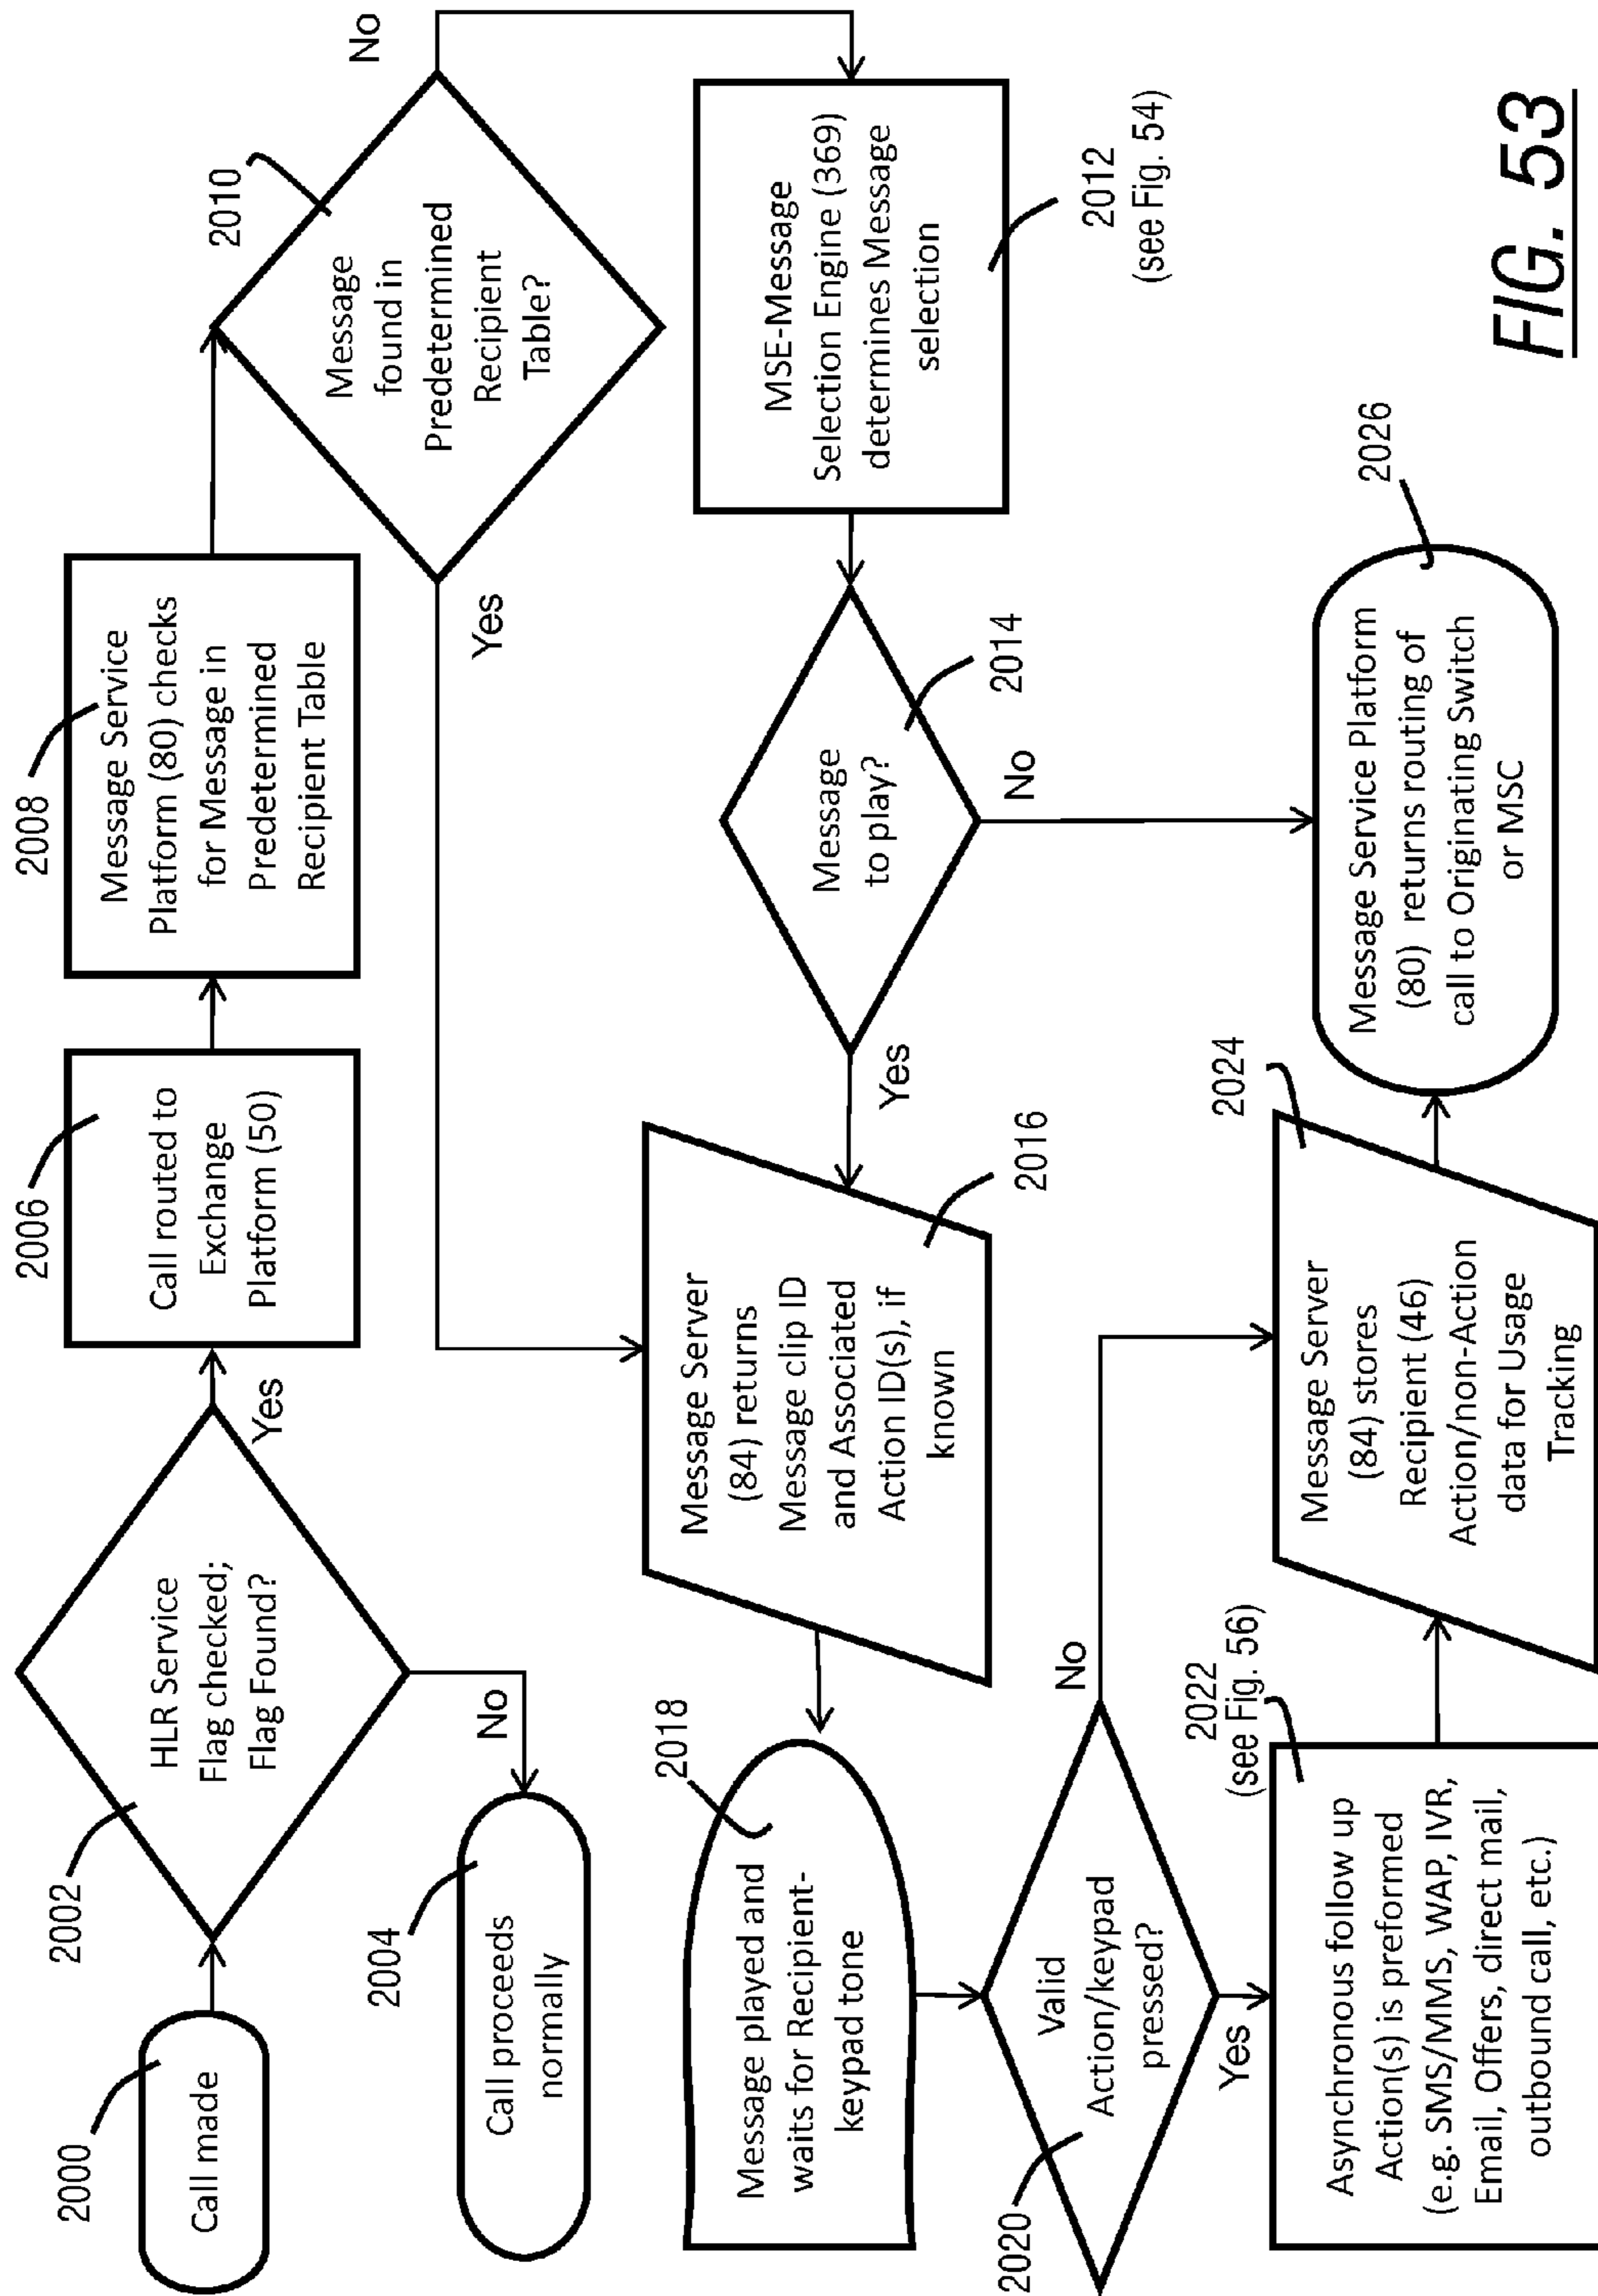 2000
Call made
2002
HLR Service
Flag checked;
Flag Found?
No
Yes
2004
Call proceeds
normally
2006
Call routed to
Exchange
Platform (50)
2008
Message Service
Platform (80) checks
for Message in
Predetermined
Recipient Table
2010
Message
found in
Predetermined
Recipient
Table?
Yes
No
MSE-Message
Selection Engine (369)
determines Message
selection
2012
(see Fig. 54)
Message
to play?
2014
Yes
No
Message Server
(84) returns
Message clip ID
and Associated
Action ID(s), if
known
2016
2018
Message played and
waits for Recipient-
keypad tone
2020
Valid
Action/keypad
pressed?
No
Yes
2022
(see Fig. 56)
Asynchronous follow up
Action(s) is preformed
(e.g. SMS/MMS, WAP, IVR,
Email, Offers, direct mail,
outbound call, etc.)
2024
Message Server
(84) stores
Recipient (46)
Action/non-Action
data for Usage
Tracking
2026
Message Service Platform
(80) returns routing of
call to Originating Switch
or MSC
FIG. 53